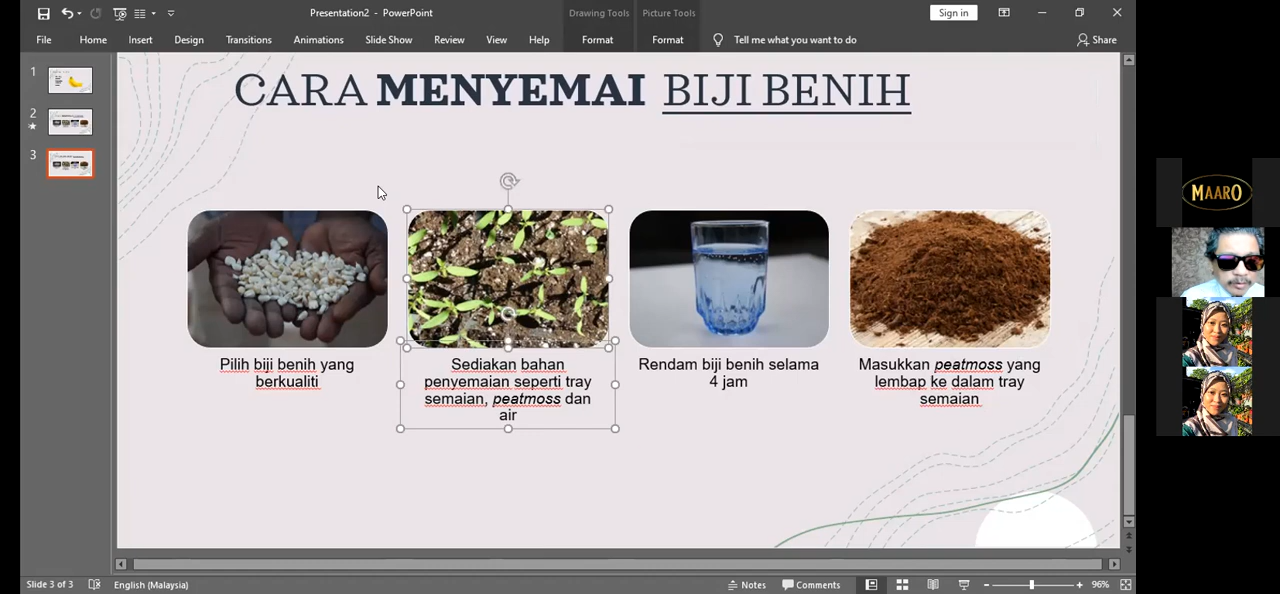 Presentation2 - PowerPoint
Drawing Tools
Picture Tools
Sign in
File
Home
Insert
Design
Transitions
Animations
Slide Show
Review
View
Help
Format
Format
Tell me what you want to do
Share
1
2
3
CARA MENYEMAI BIJI BENIH
Pilih biji benih yang
berkualiti
Sediakan bahan
penyemaian seperti tray
semaian, peatmoss dan
air
Rendam biji benih selama
4 jam
Masukkan peatmoss yang
lembap ke dalam tray
semaian
MAARO
Slide 3 of 3
English (Malaysia)
Notes
Comments
96%